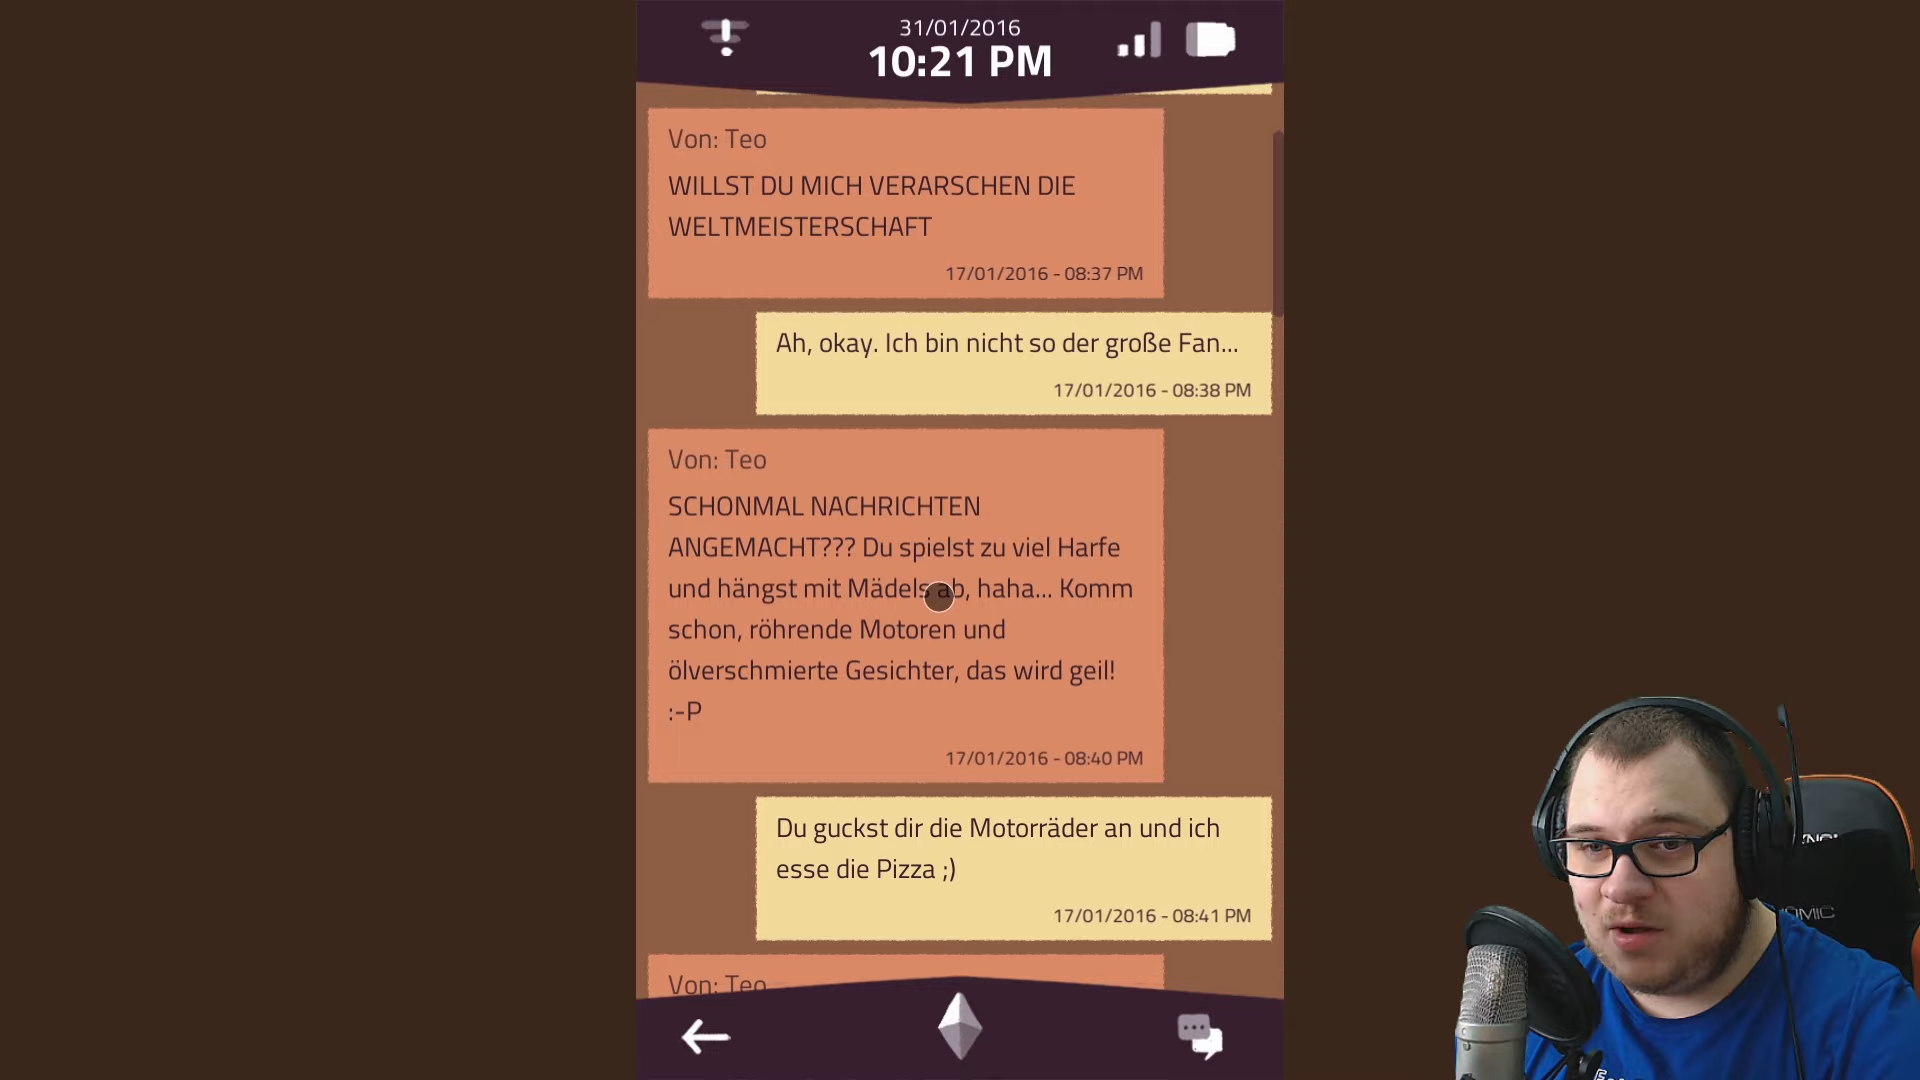 31/01/2016
10:21 PM
Von: Teo
WILLST DU MICH VERARSCHEN DIE
WELTMEISTERSCHAFT
17/01/2016 - 08:37 PM
Ah, okay. Ich bin nicht so der große Fan...
17/01/2016 - 08:38 PM
Von: Teo
SCHONMAL NACHRICHTEN
ANGEMACHT??? Du spielst zu viel Harfe
und hängst mit Mädels ab, haha... Komm
schon, röhrende Motoren und
ölverschmierte Gesichter, das wird geil!
:-P
17/01/2016 - 08:40 PM
Du guckst dir die Motorräder an und ich
esse die Pizza ;)
17/01/2016 - 08:41 PM
Von: Teo